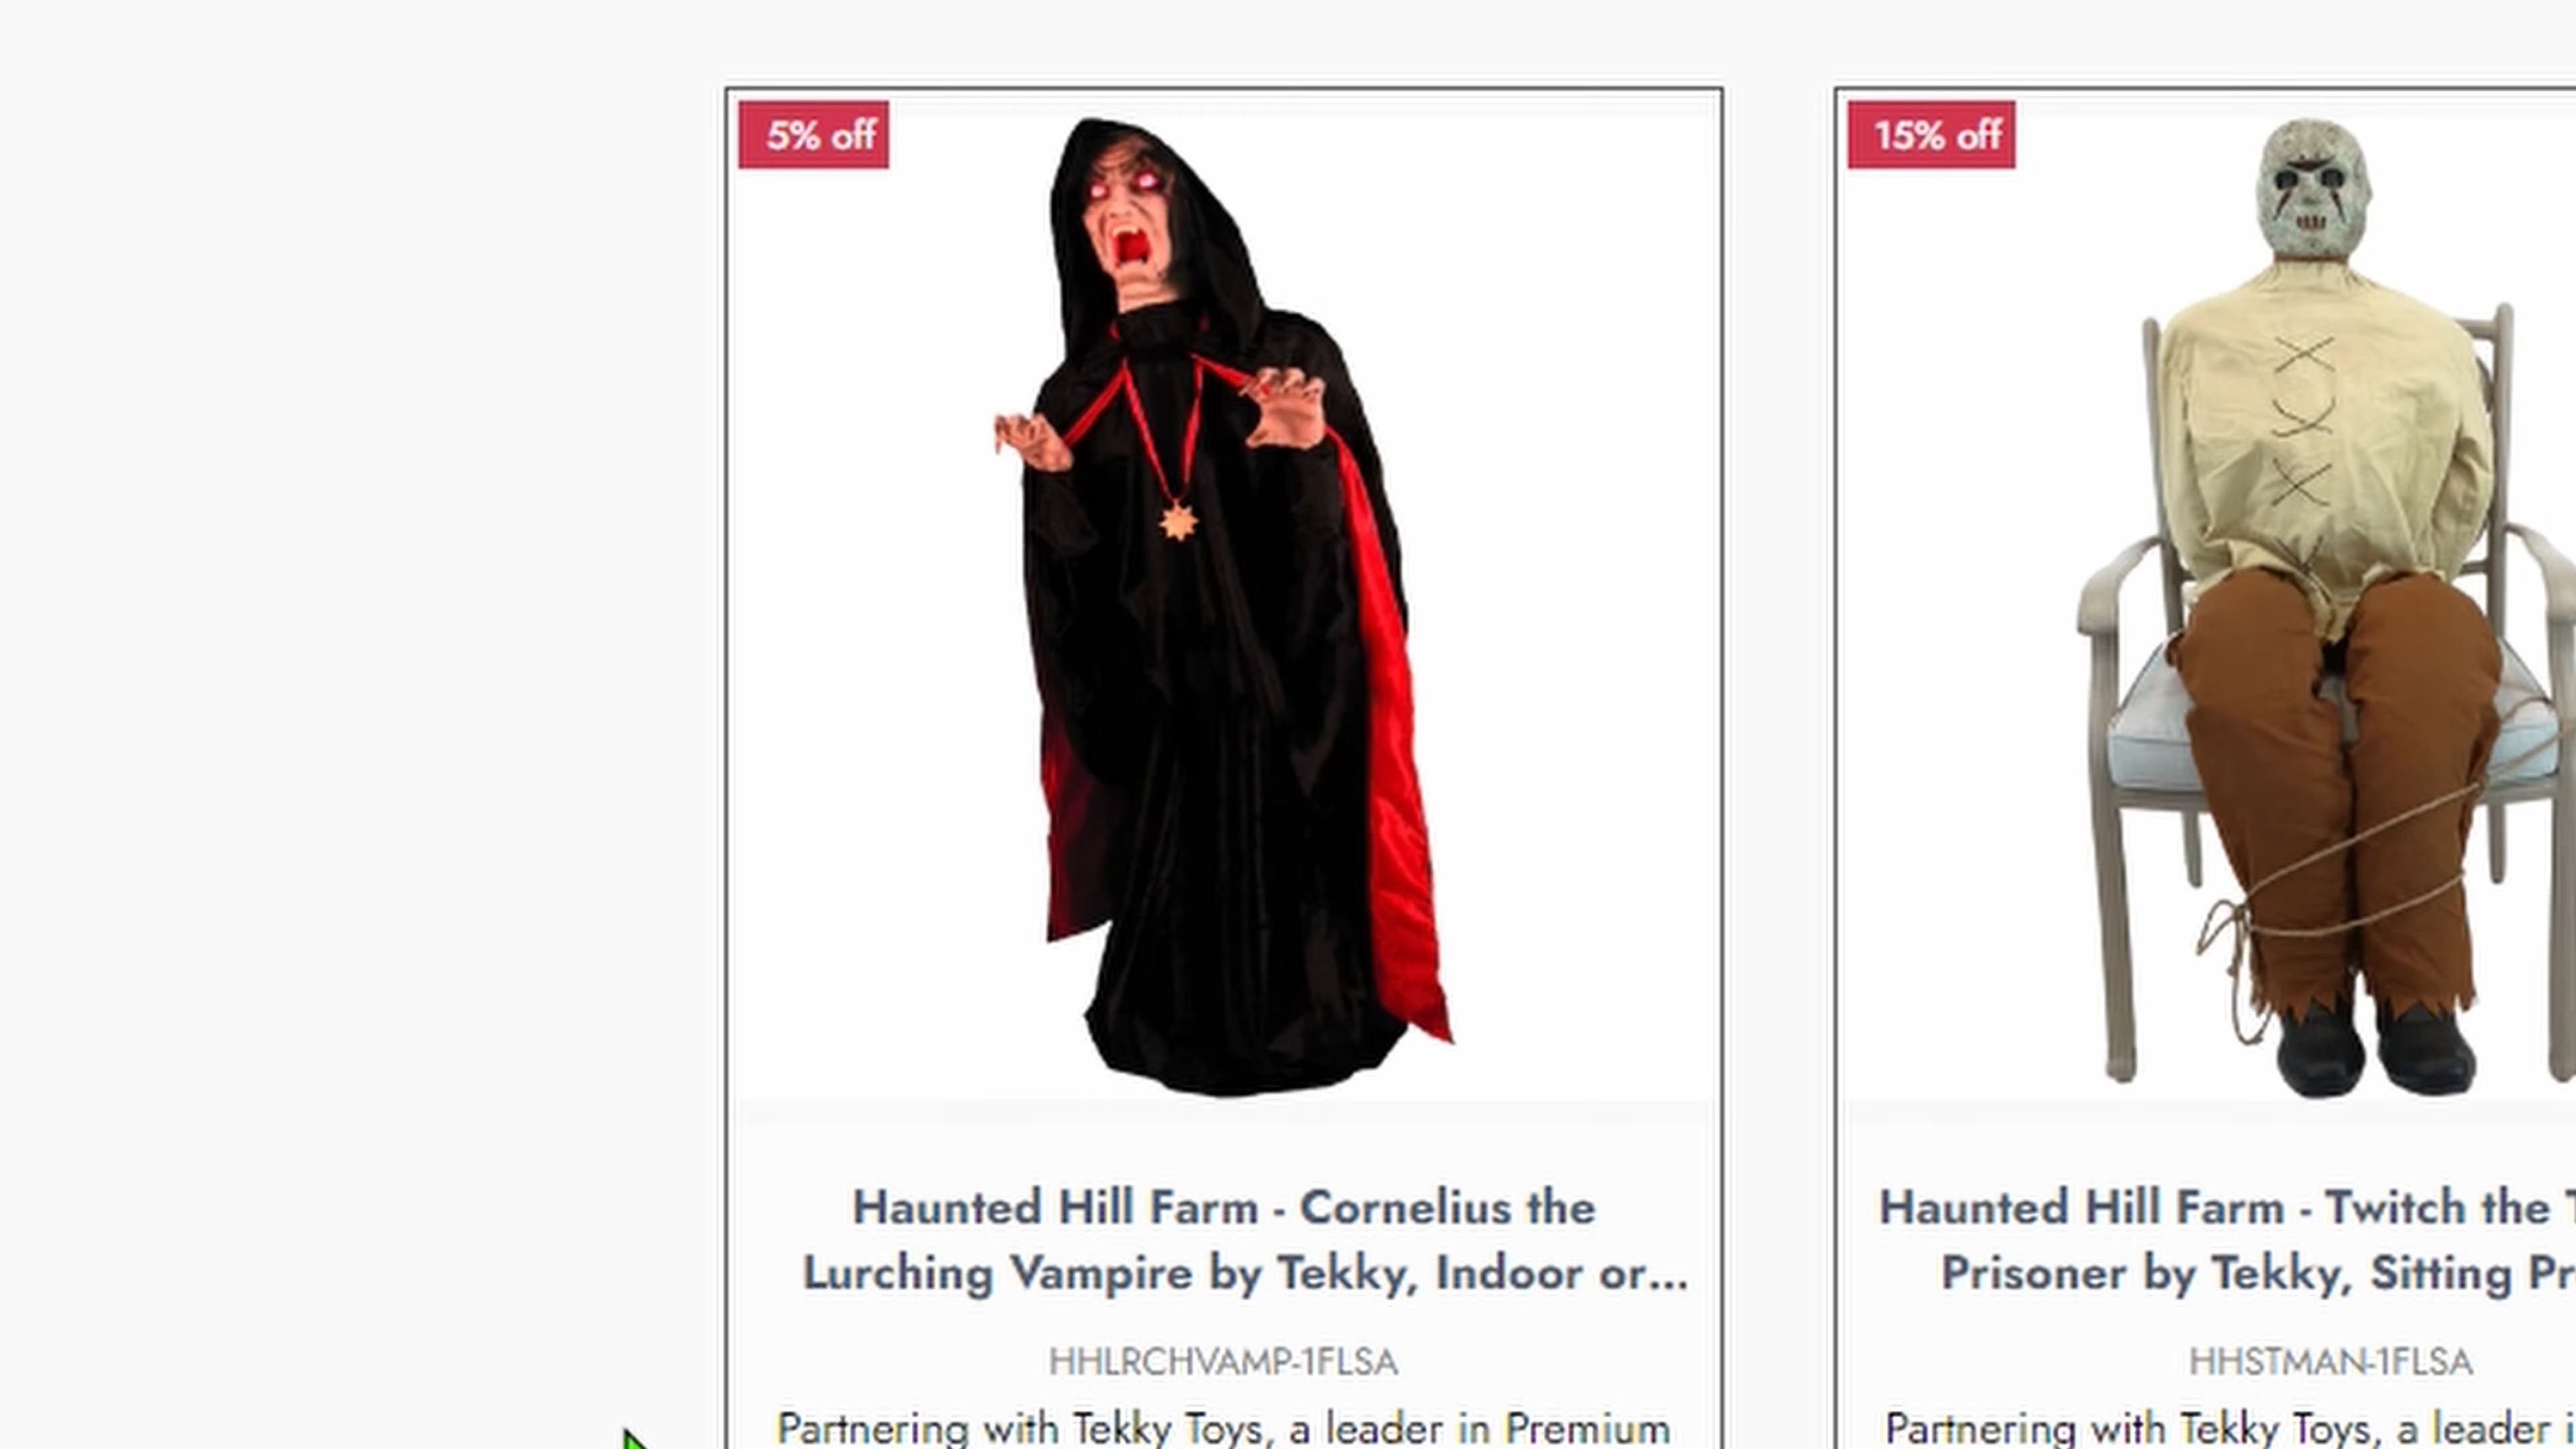 5% off
Haunted Hill Farm - Cornelius the
Lurching Vampire by Tekky, Indoor or...
HHLRCHVAMP-1FLSA
Partnering with Tekky Toys, a leader in Premium
15% off
Haunted Hill Farm - Twitch the
Prisoner by Tekky, Sitting
HHSTMAN-1FLSA
Partnering with Tekky Toys, a leader